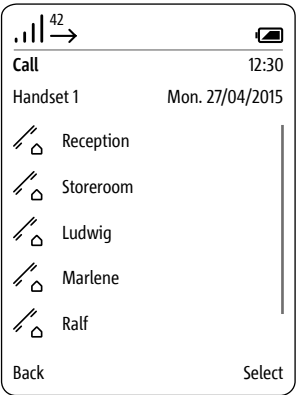 42
Call 12:30
Handset 1 Mon. 27/04/2015
Reception
Storeroom
Ludwig
Marlene
Ralf
Back Select